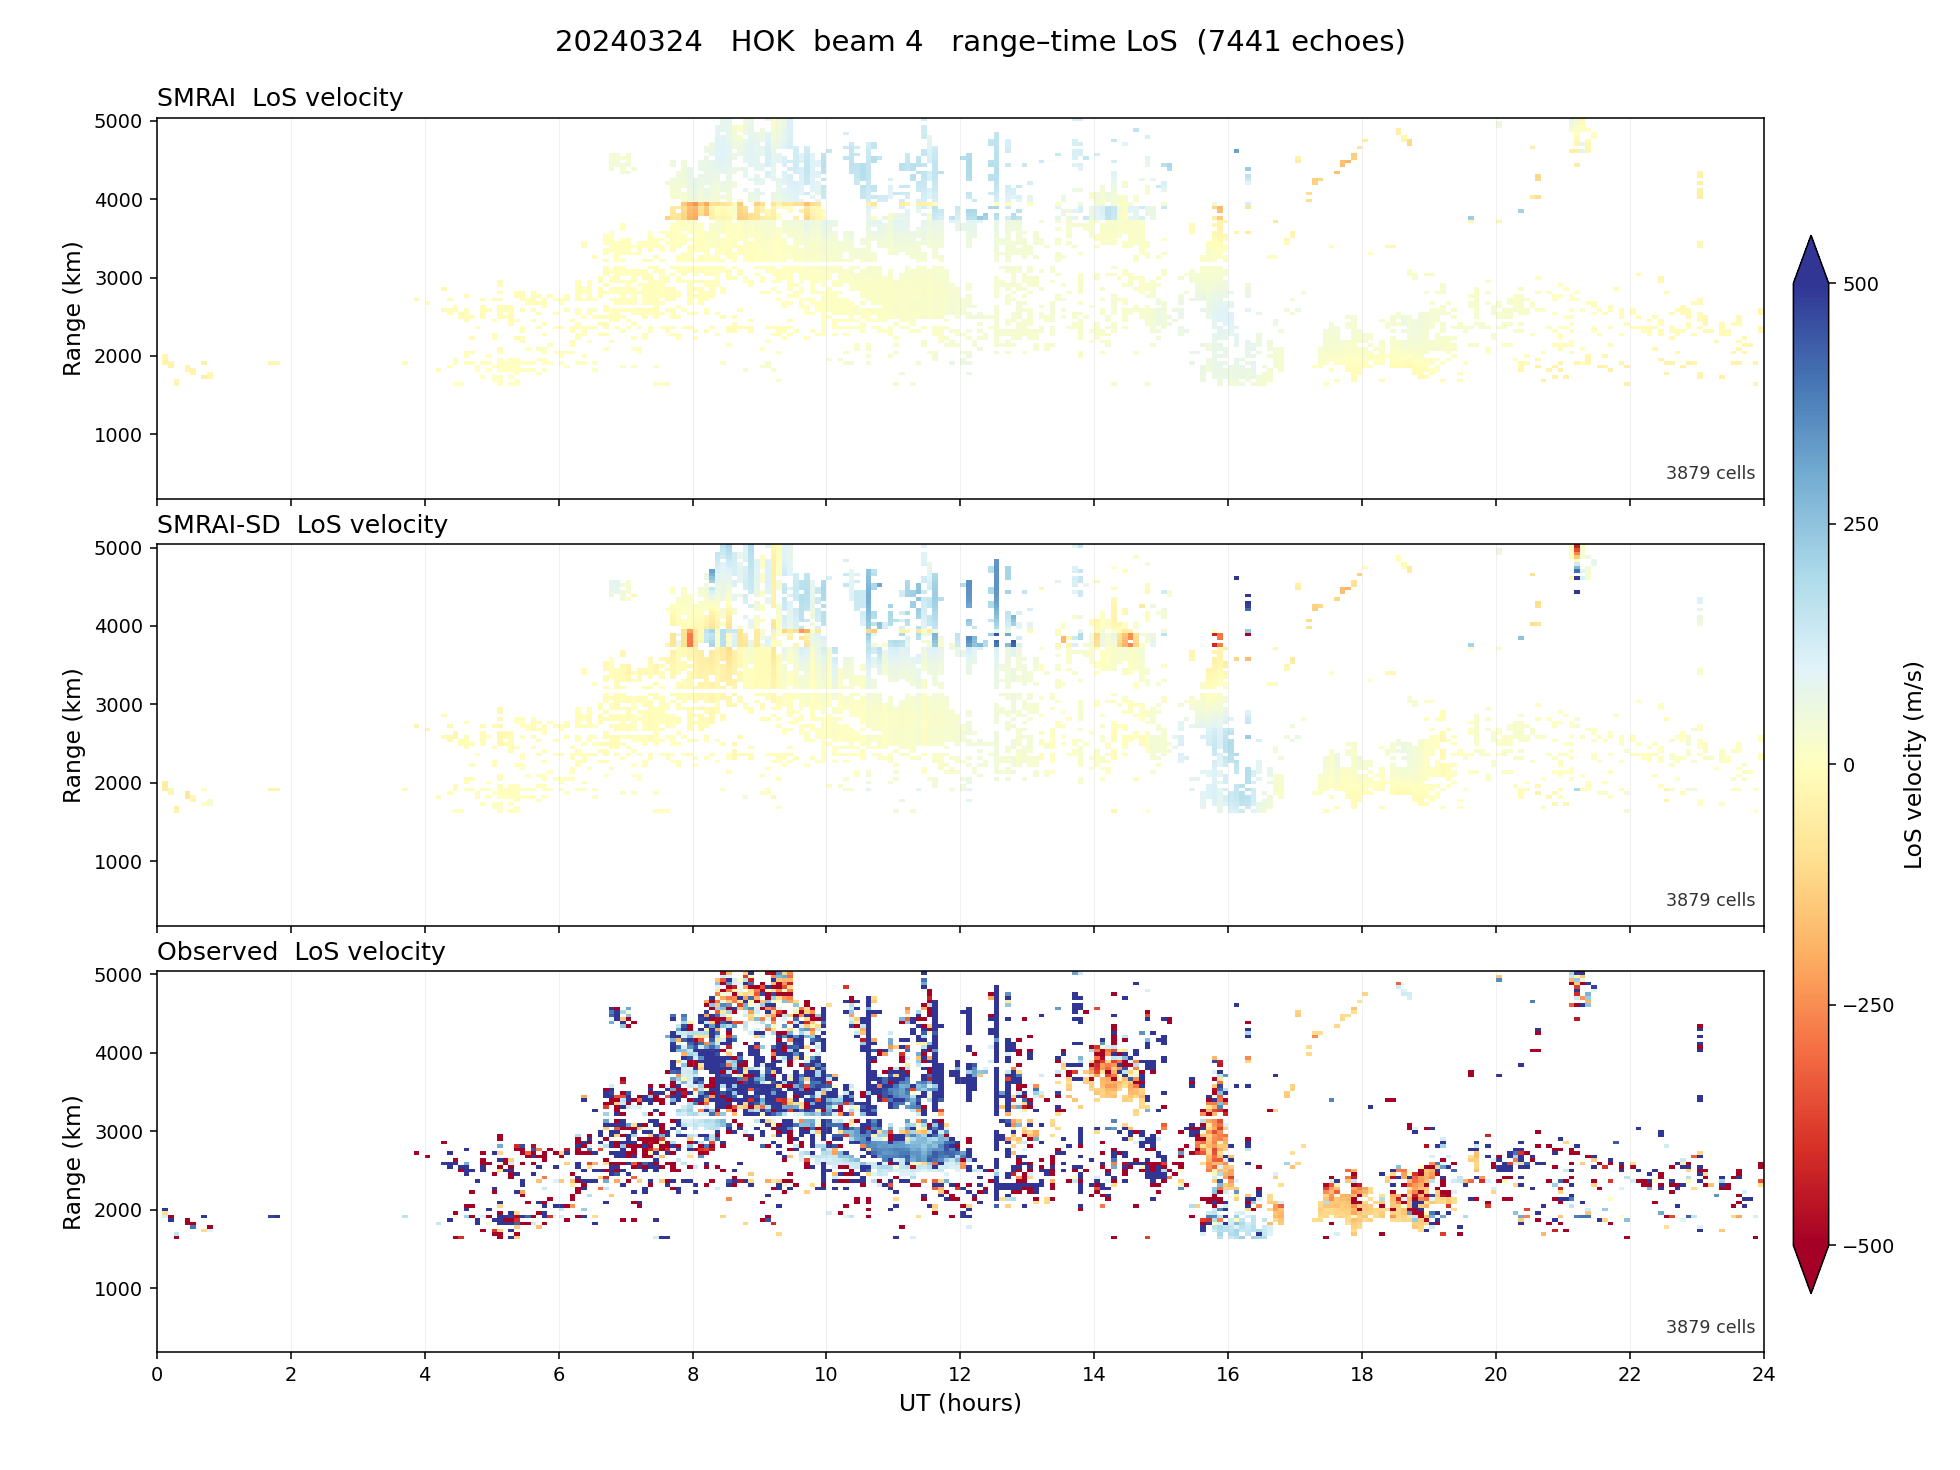 20240324   HOK  beam 4   range–time LoS  (7441 echoes)
SMRAI  LoS velocity
5000
4000
3000
2000
1000
Range (km)
3879 cells
SMRAI-SD  LoS velocity
5000
4000
3000
2000
1000
Range (km)
3879 cells
Observed  LoS velocity
5000
4000
3000
2000
1000
Range (km)
3879 cells
0 2 4 6 8 10 12 14 16 18 20 22 24
UT (hours)
500
250
0
−250
−500
LoS velocity (m/s)